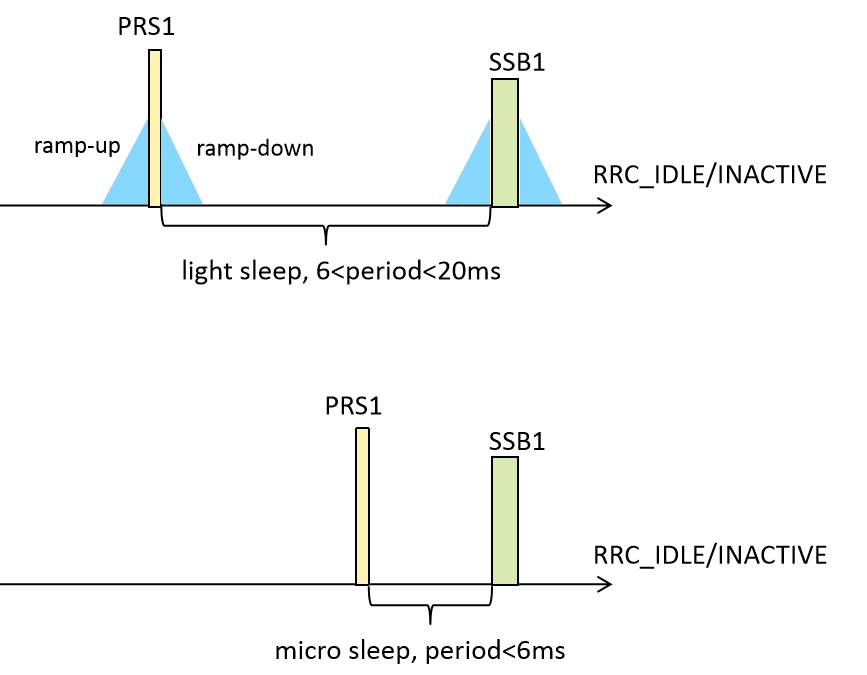 PRS1
SSB1
ramp-up
ramp-down
RRC_IDLE/INACTIVE
light sleep, 6<period<20ms
PRS1
SSB1
RRC_IDLE/INACTIVE
micro sleep, period<6ms